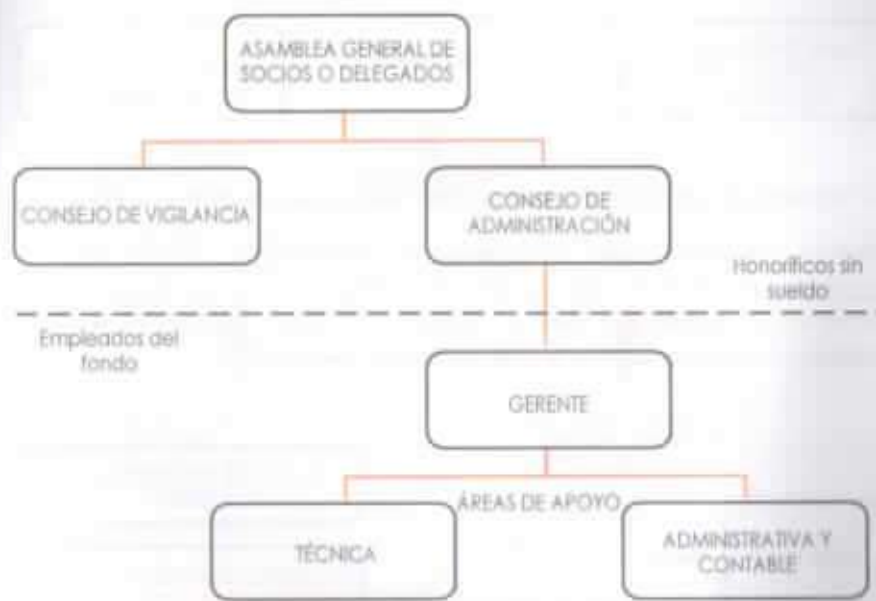 ASAMBLEA GENERAL DE
SOCIOS O DELEGADOS
CONSEJO DE VIGILANCIA
CONSEJO DE
ADMINISTRACIÓN
Honoríficos sin
sueldo
Empleados del
fondo
GERENTE
ÁREAS DE APOYO
TÉCNICA
ADMINISTRATIVA Y
CONTABLE